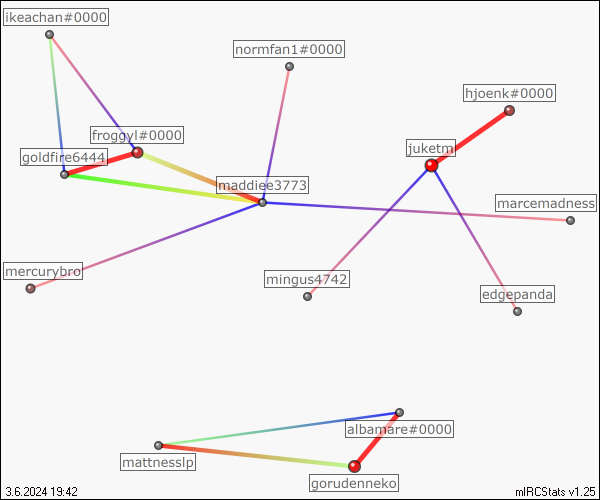 ikeachan#0000
normfan1#0000
hjoenk#0000
froggyl#0000
juketm
goldfire6444
maddiee3773
marcemadness
mercurybro
mingus4742
edgepanda
albamare#0000
mattnesslp
gorudenneko
3.6.2024 19:42
mIRCStats v1.25